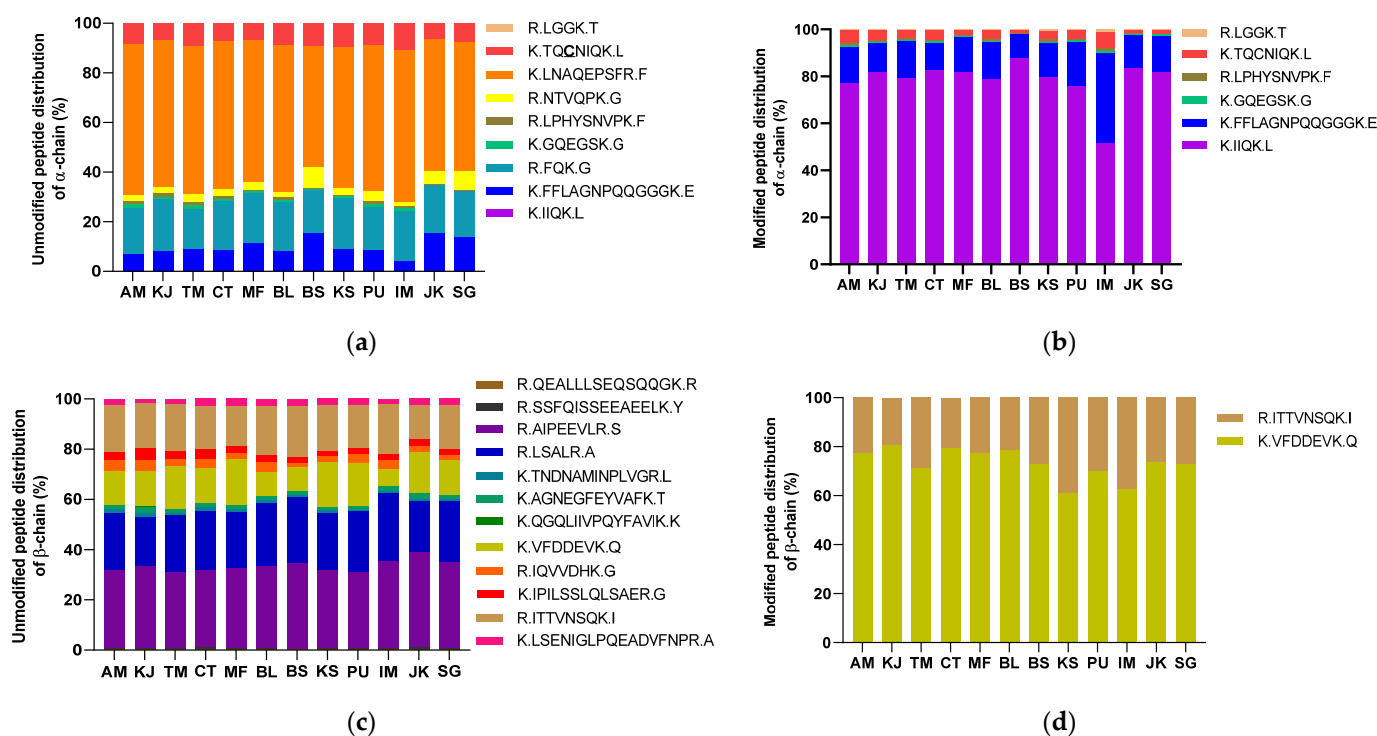 Unmodified peptide distribution
of α-chain (%)
100
80
60
40
20
0
AM KJ TM CT MF BL BS KS PU IM JK SG
R.LGGK.T
K.TQCNIQK.L
K.LNAQEPSFR.F
R.NTVQPK.G
R.LPHYSNVPK.F
K.GQEGSK.G
R.FQK.G
K.FFLAGNPQQGGGK.E
K.IIQK.L
(a)
Modified peptide distribution
of α-chain (%)
100
80
60
40
20
0
AM KJ TM CT MF BL BS KS PU IM JK SG
R.LGGK.T
K.TQCNIQK.L
R.LPHYSNVPK.F
K.GQEGSK.G
K.FFLAGNPQQGGGK.E
K.IIQK.L
(b)
Unmodified peptide distribution
of β-chain (%)
100
80
60
40
20
0
AM KJ TM CT MF BL BS KS PU IM JK SG
R.QEALLLSEQSQQGK.R
R.SSFQISSEEAEELK.Y
R.AIPEEVLR.S
R.LSALR.A
K.TNDNAMINPLVGR.L
K.AGNEGFEYVAFK.T
K.QGQLIIVPQYFAVIK.K
K.VFDDEVK.Q
R.IQVVDHK.G
K.IPILSSLQLSAER.G
R.ITTVNSQK.I
K.LSENIGLPQEADVFNPR.A
(c)
Modified peptide distribution
of β-chain (%)
100
80
60
40
20
0
AM KJ TM CT MF BL BS KS PU IM JK SG
R.ITTVNSQK.I
K.VFDDEVK.Q
(d)